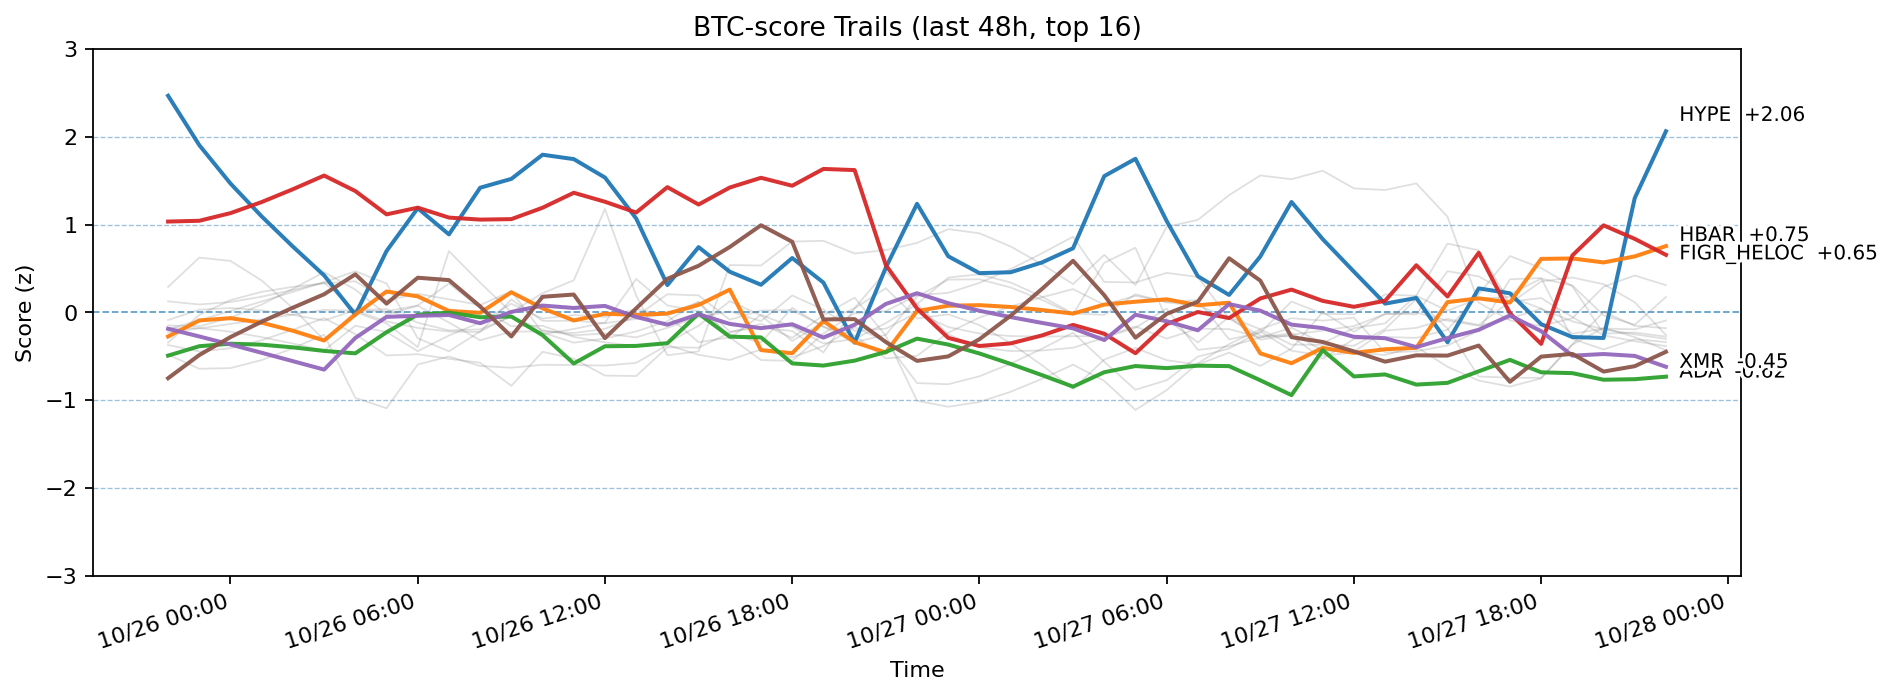 BTC-score Trails (last 48h, top 16)
Score (z)
3
2
1
0
−1
−2
−3
HYPE +2.06
HBAR +0.75
FIGR_HELOC +0.65
XMR -0.45
ADA -0.62
10/26 00:00
10/26 06:00
10/26 12:00
10/26 18:00
10/27 00:00
10/27 06:00
10/27 12:00
10/27 18:00
10/28 00:00
Time